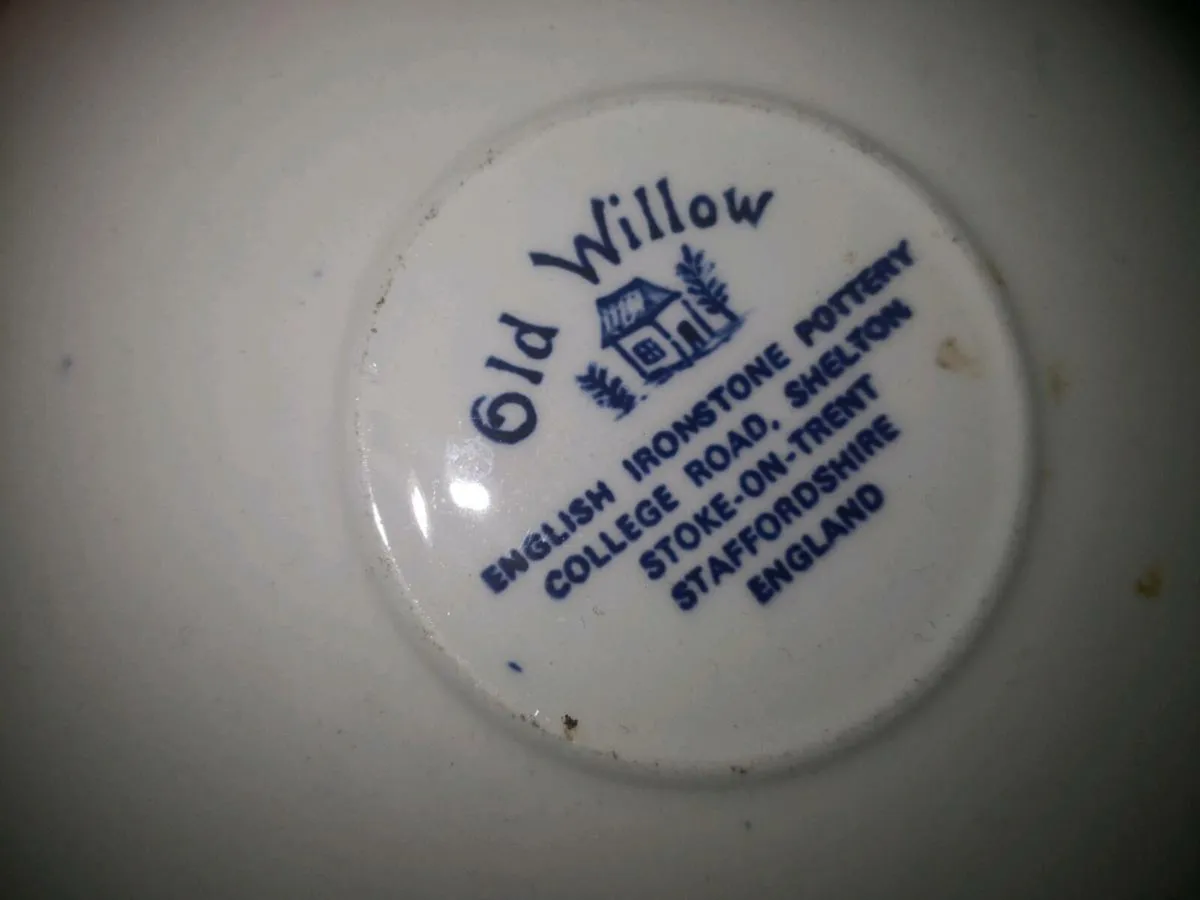 Old Willow
ENGLISH IRONSTONE POTTERY
COLLEGE ROAD, SHELTON
STOKE-ON-TRENT
STAFFORDSHIRE
ENGLAND